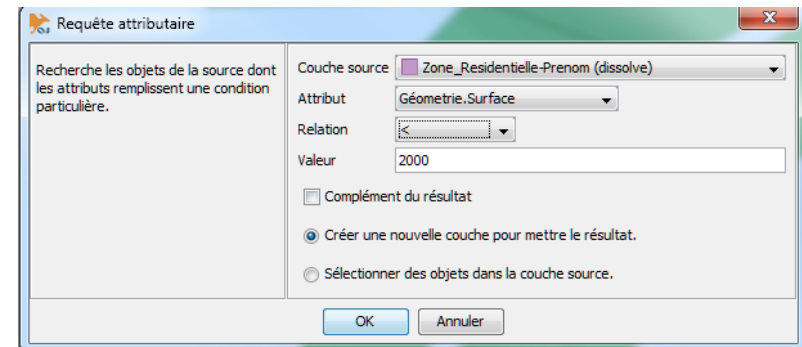 Requête attributaire
Recherche les objets de la source dont
les attributs remplissent une condition
particulière.
Couche source Zone_Residentielle-Prenom (dissolve)
Attribut Géometrie.Surface
Relation <
Valeur 2000
Complément du résultat
Créer une nouvelle couche pour mettre le résultat.
Sélectionner des objets dans la couche source.
OK Annuler